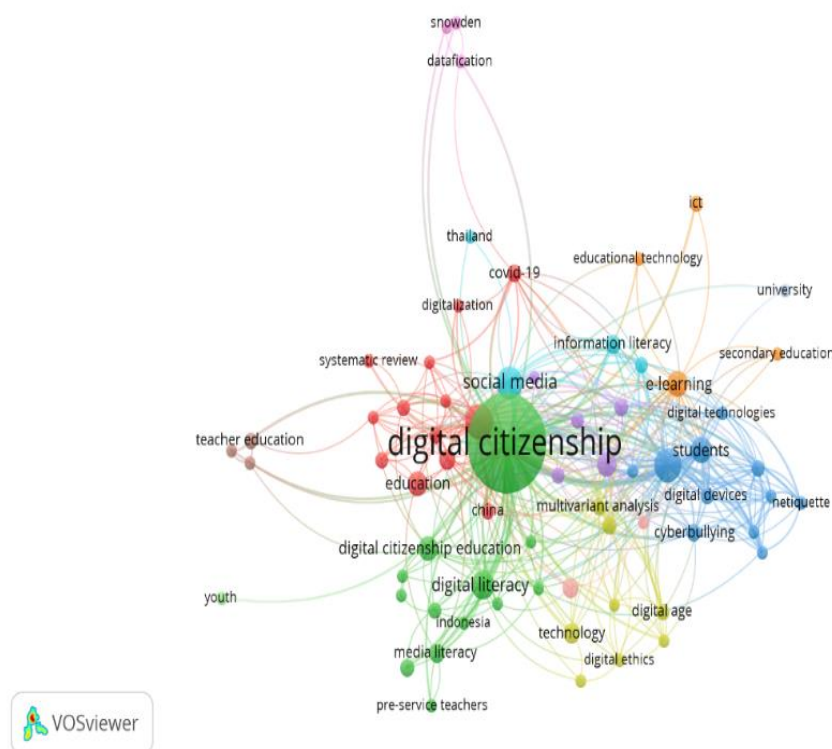 snowden
datafication
ict
thailand
educational technology
covid-19
university
digitalization
information literacy
systematic review
secondary education
social media
e-learning
digital technologies
teacher education
digital citizenship
students
education
digital devices
netiquette
multivariant analysis
china
cyberbullying
digital citizenship education
digital literacy
youth
digital age
indonesia
technology
media literacy
digital ethics
pre-service teachers
VOSviewer